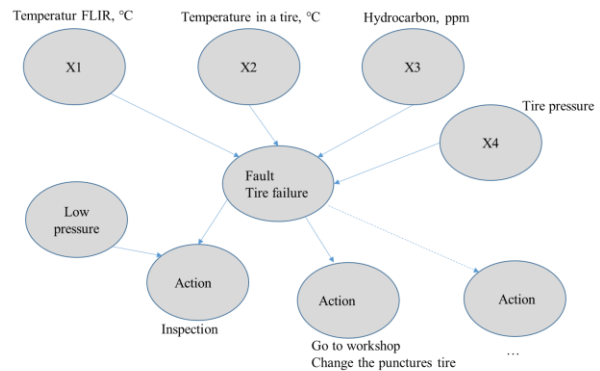 Temperatur FLIR, °C
Temperature in a tire, °C
Hydrocarbon, ppm
X1
X2
X3
Tire pressure
X4
Fault
Tire failure
Low
pressure
Action
Inspection
Action
Go to workshop
Change the punctures tire
Action
…